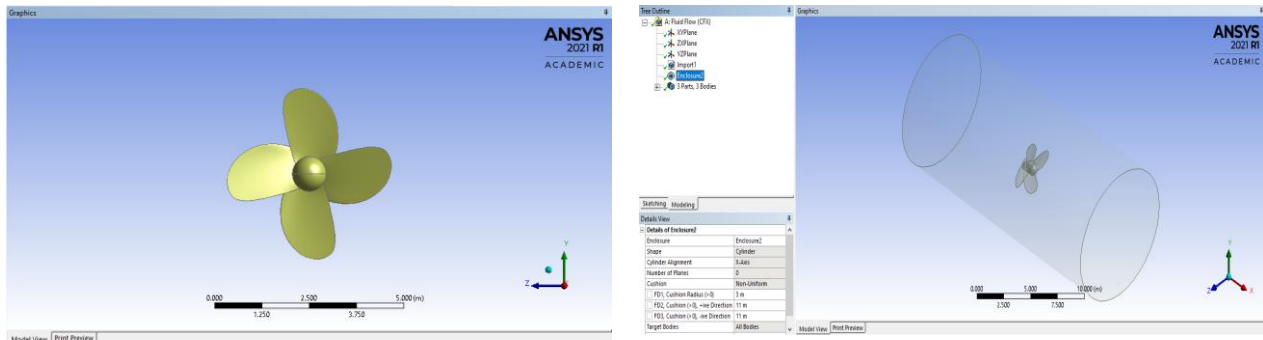 Graphics
ANSYS
2021 R1
ACADEMIC
Y
Z
0.000
2.500
5.000 (m)
1.250
3.750
Model View
Print Preview
Tree Outline
A: Fluid Flow (CFX)
XYPlane
ZXPlane
YZPlane
Import1
Enclosure2
3 Parts, 3 Bodies
Sketching
Modeling
Details View
Details of Enclosure2
Enclosure Enclosure2
Shape Cylinder
Cylinder Alignment X-Axis
Number of Planes 0
Cushion Non-Uniform
FD1, Cushion Radius (>0) 3 m
FD2, Cushion (>0), +ive Direction 11 m
FD3, Cushion (>0), -ive Direction 11 m
Target Bodies All Bodies
Graphics
ANSYS
2021 R1
ACADEMIC
Y
Z
X
0.000
5.000
10.000 (m)
2.500
7.500
Model View
Print Preview